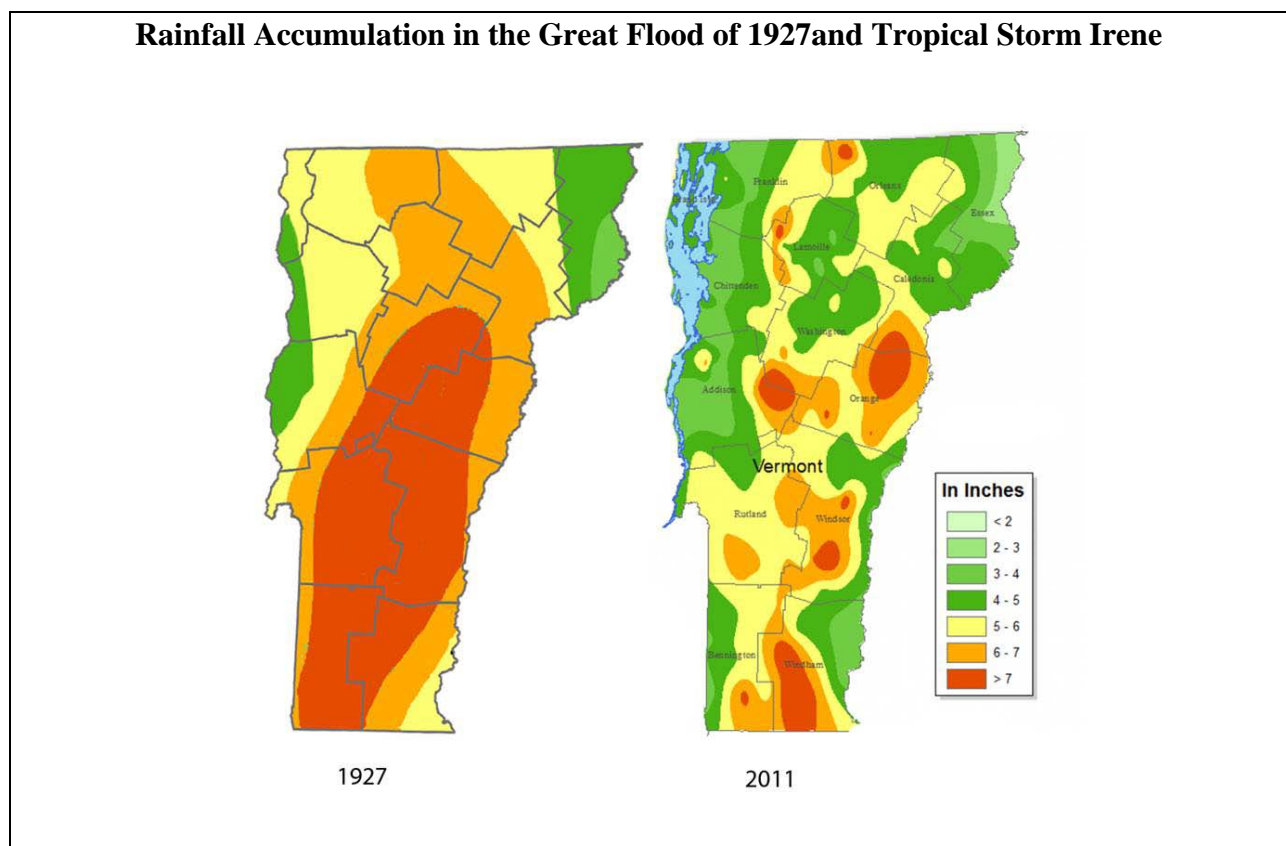 Rainfall Accumulation in the Great Flood of 1927and Tropical Storm Irene
Franklin
Orleans
Essex
Lamoille
Chittenden
Caledonia
Washington
Addison
Orange
Vermont
Rutland
Windsor
Bennington
Windham
In Inches
< 2
2 - 3
3 - 4
4 - 5
5 - 6
6 - 7
> 7
1927
2011